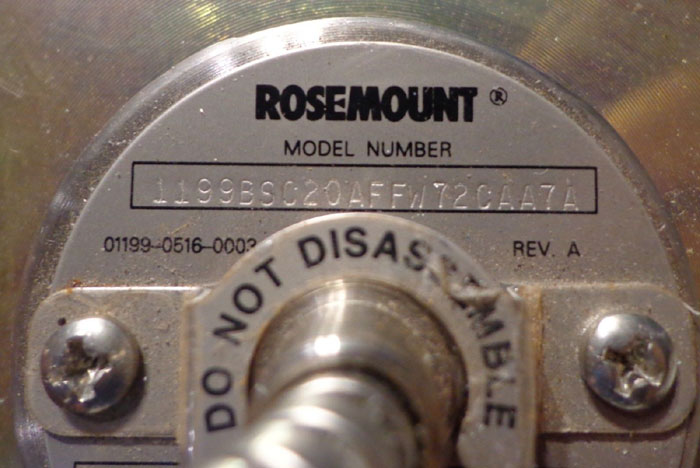 ROSEMOUNT ®
MODEL NUMBER
1199BSC20AFFW72CAA7A
01199-0516-0003
REV. A
DO NOT DISASSEMBLE